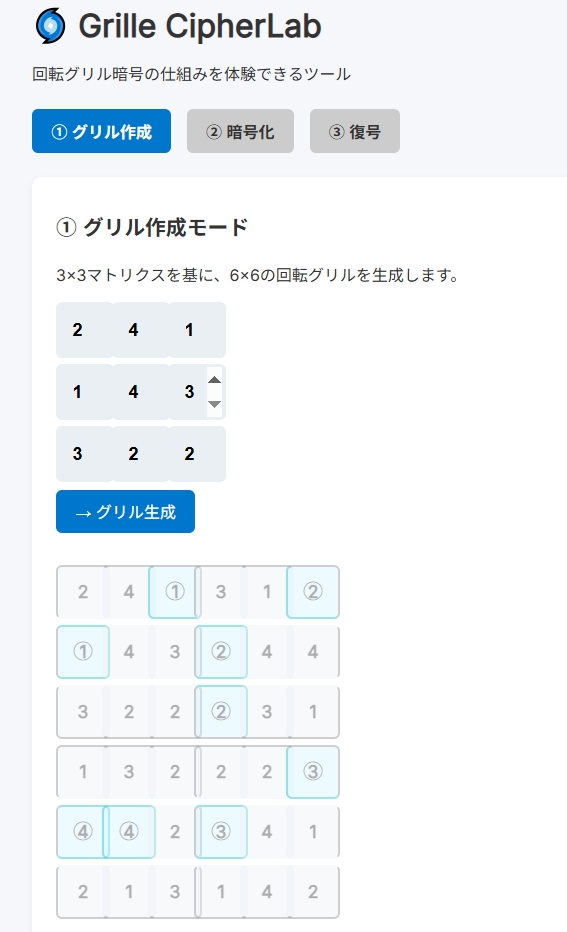 Grille CipherLab
回転グリル暗号の仕組みを体験できるツール
① グリル作成 ② 暗号化 ③ 復号
① グリル作成モード
3×3マトリクスを基に、6×6の回転グリルを生成します。
2 4 1
1 4 3
3 2 2
→ グリル生成
2 4 ① 3 1 ②
① 4 3 ② 4 4
3 2 2 ② 3 1
1 3 2 2 2 ③
④ ④ 2 ③ 4 1
2 1 3 1 4 2